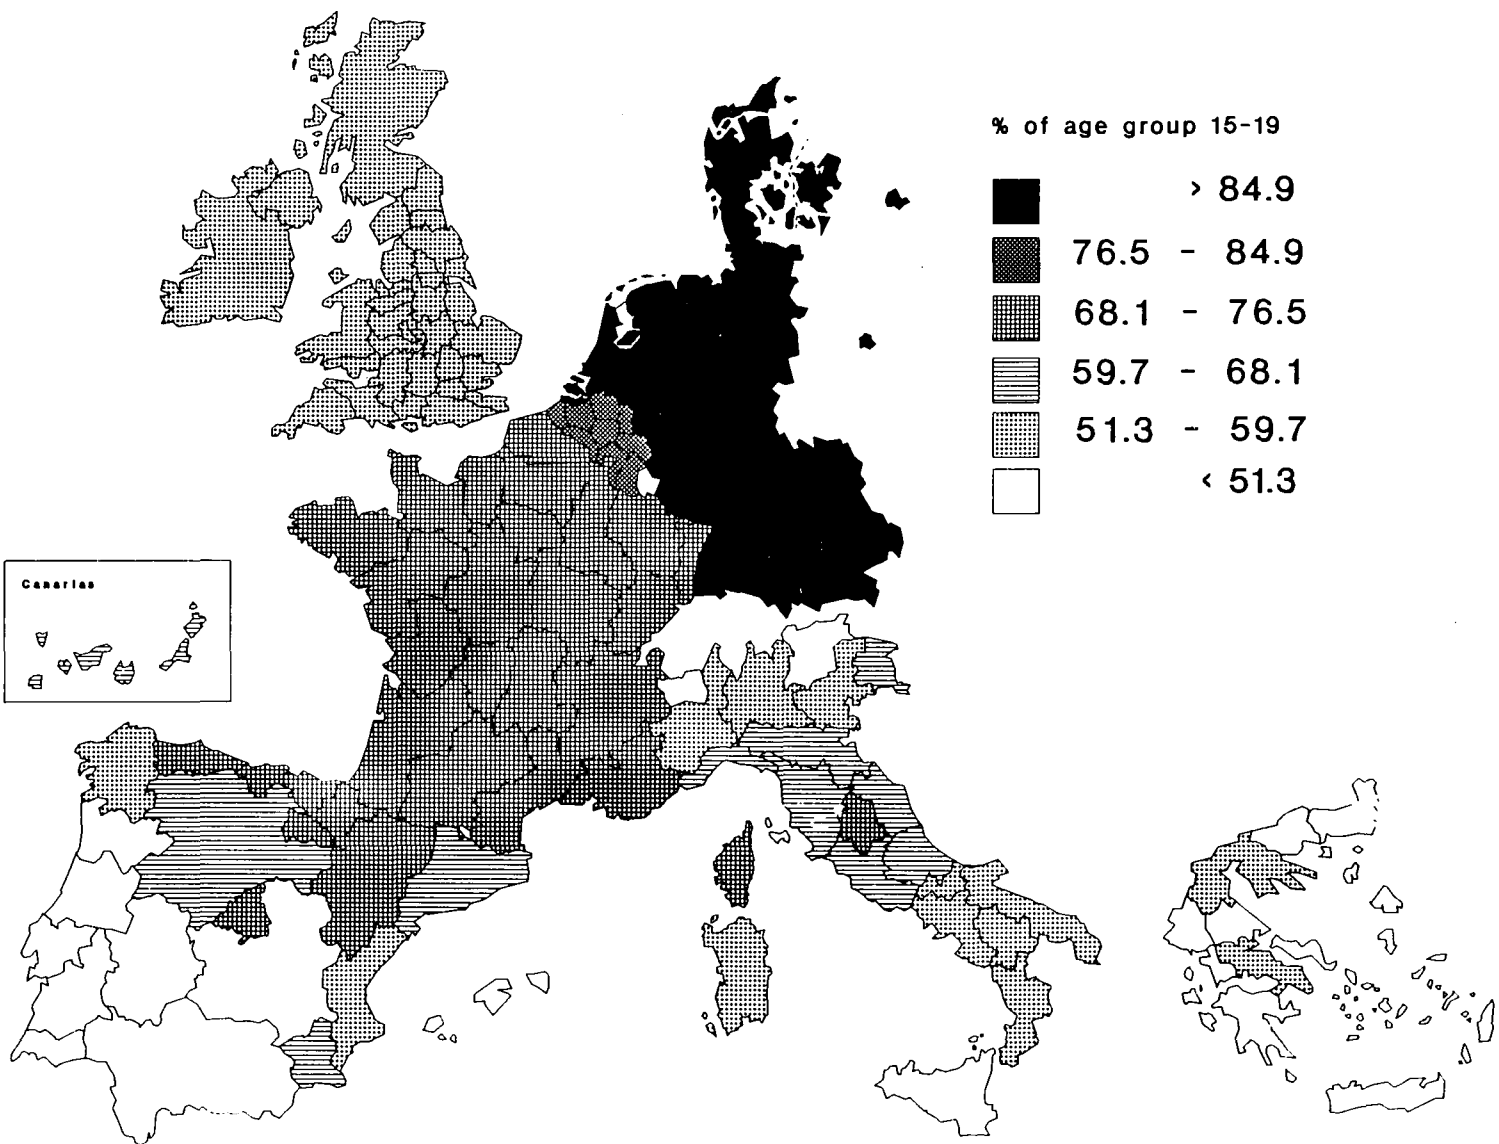 % of age group 15-19
> 84.9
76.5 - 84.9
68.1 - 76.5
59.7 - 68.1
51.3 - 59.7
< 51.3
Canarias